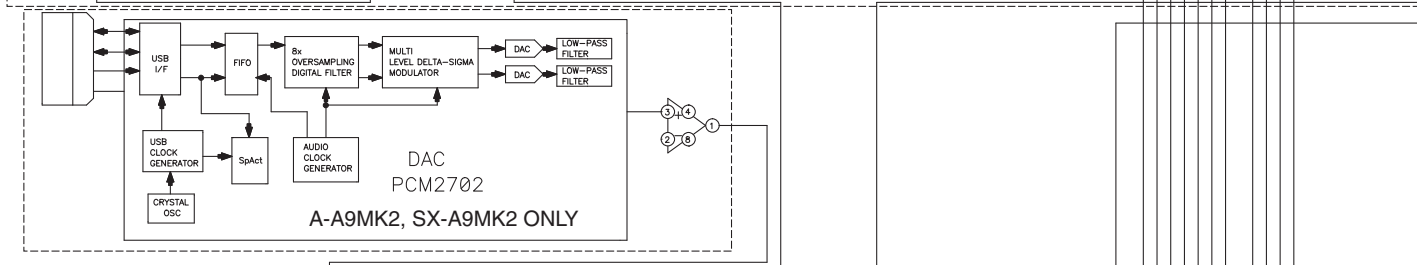 USB
I/F
FIFO
8x
OVERSAMPLING
DIGITAL FILTER
MULTI
LEVEL DELTA-SIGMA
MODULATOR
DAC
LOW-PASS
FILTER
DAC
LOW-PASS
FILTER
3
4
+
1
2
8
USB
CLOCK
GENERATOR
SpAct
AUDIO
CLOCK
GENERATOR
DAC
PCM2702
CRYSTAL
OSC
A-A9MK2, SX-A9MK2 ONLY